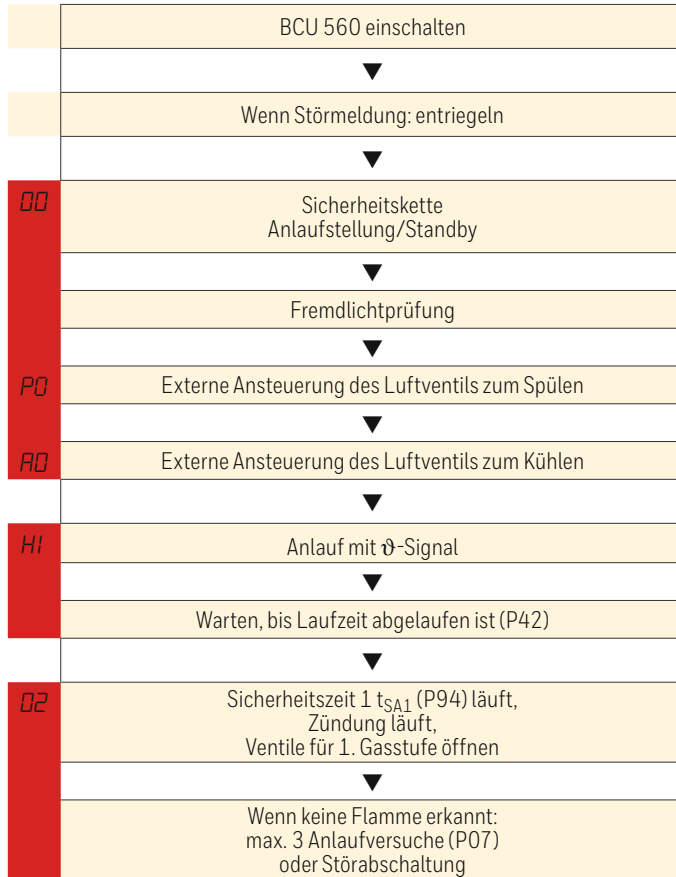 BCU 560 einschalten
▼
Wenn Störmeldung: entriegeln
▼
00
Sicherheitskette
Anlaufstellung/Standby
▼
Fremdlichtprüfung
▼
P0
Externe Ansteuerung des Luftventils zum Spülen
▼
A0
Externe Ansteuerung des Luftventils zum Kühlen
▼
H1
Anlauf mit ϑ-Signal
▼
Warten, bis Laufzeit abgelaufen ist (P42)
▼
02
Sicherheitszeit 1 tSA1 (P94) läuft,
Zündung läuft,
Ventile für 1. Gasstufe öffnen
▼
Wenn keine Flamme erkannt:
max. 3 Anlaufversuche (P07)
oder Störabschaltung